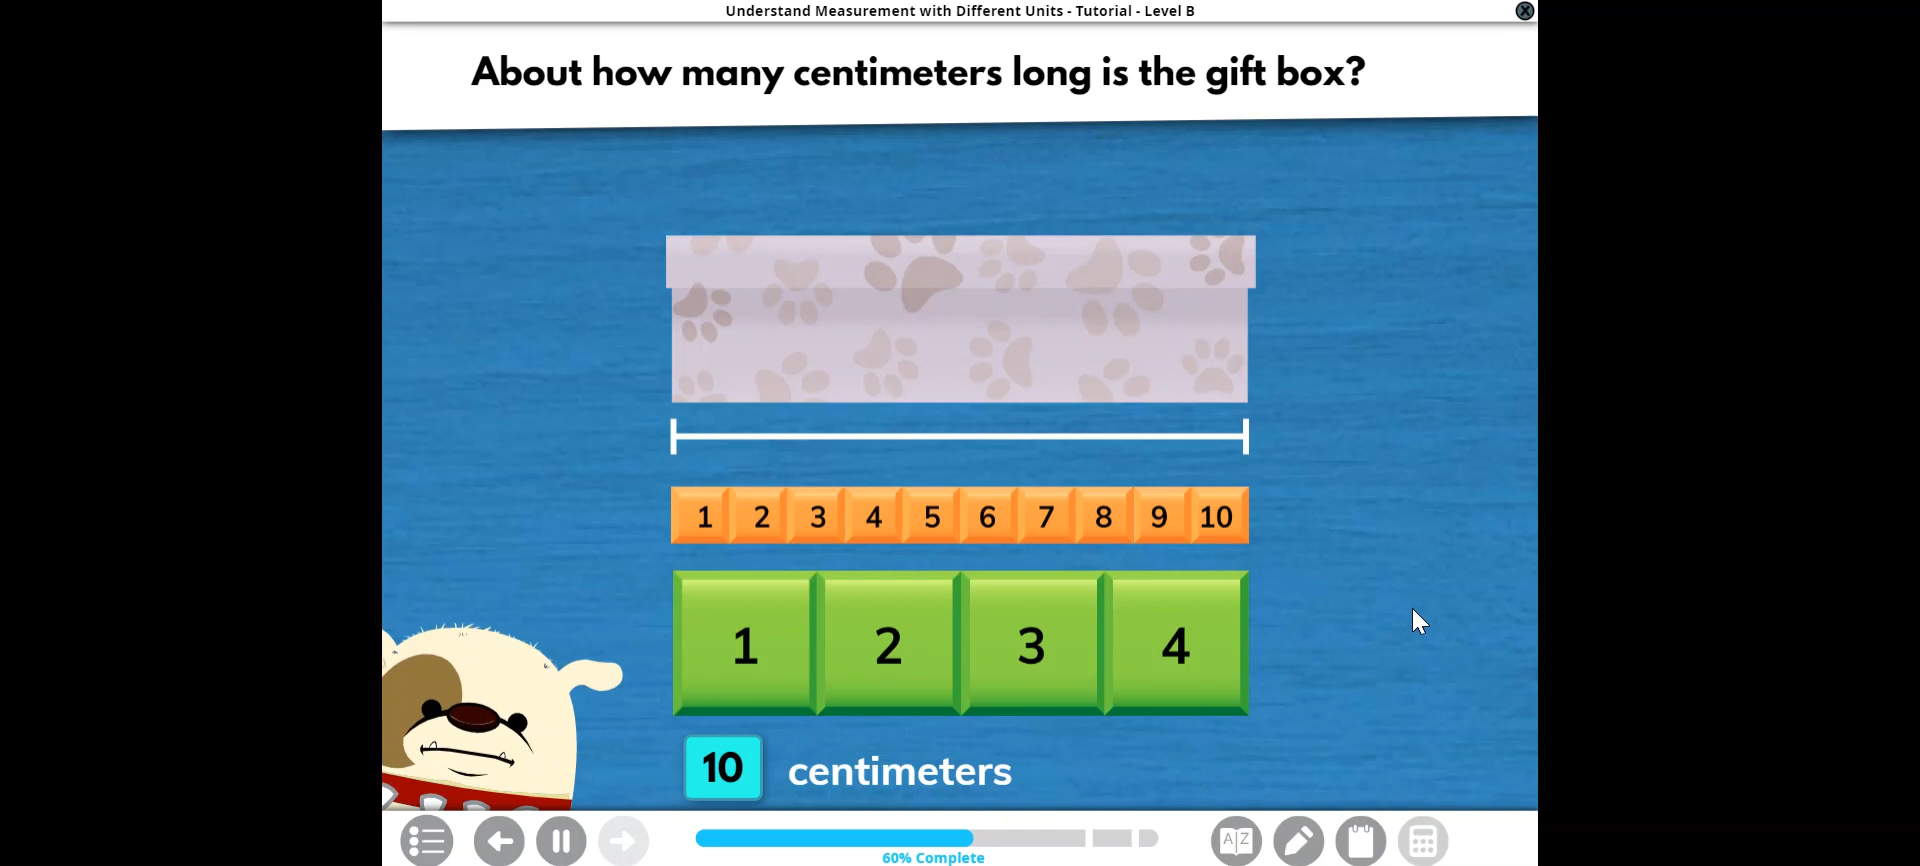 Understand Measurement with Different Units - Tutorial - Level B
About how many centimeters long is the gift box?
1 2 3 4 5 6 7 8 9 10
1 2 3 4
10 centimeters
A|Z
60% Complete